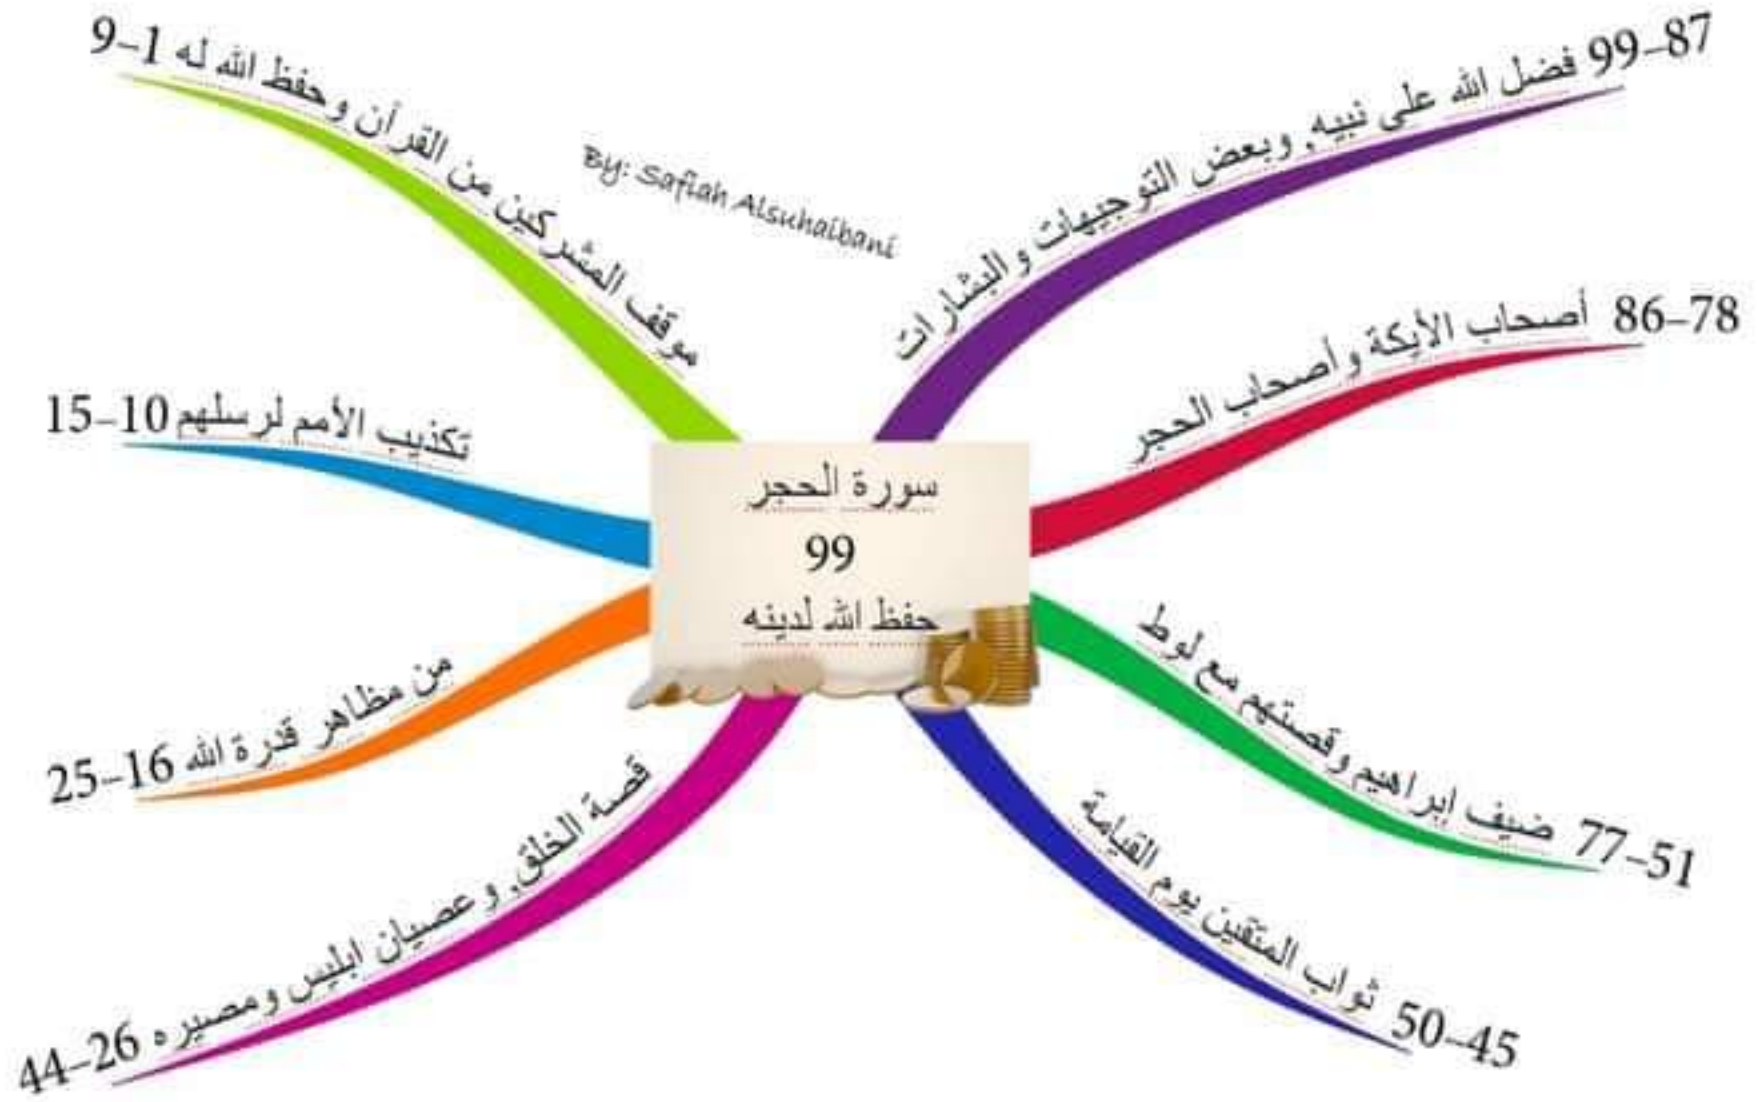 سورة الحجر
99
حفظ الله لدينه
موقف المشركين من القرآن وحفظ الله له 1-9
تكذيب الأمم لرسلهم 10-15
من مظاهر قدرة الله 16-25
قصة الخلق, وعصيان ابليس ومصيره 26-44
45-50 ثواب المتقين يوم القيامة
51-77 ضيف إبراهيم وقصتهم مع لوط
78-86 أصحاب الأيكة وأصحاب الحجر
87-99 فضل الله على نبيه, وبعض التوجيهات والبشارات
By: Safiah Alsuhaibani